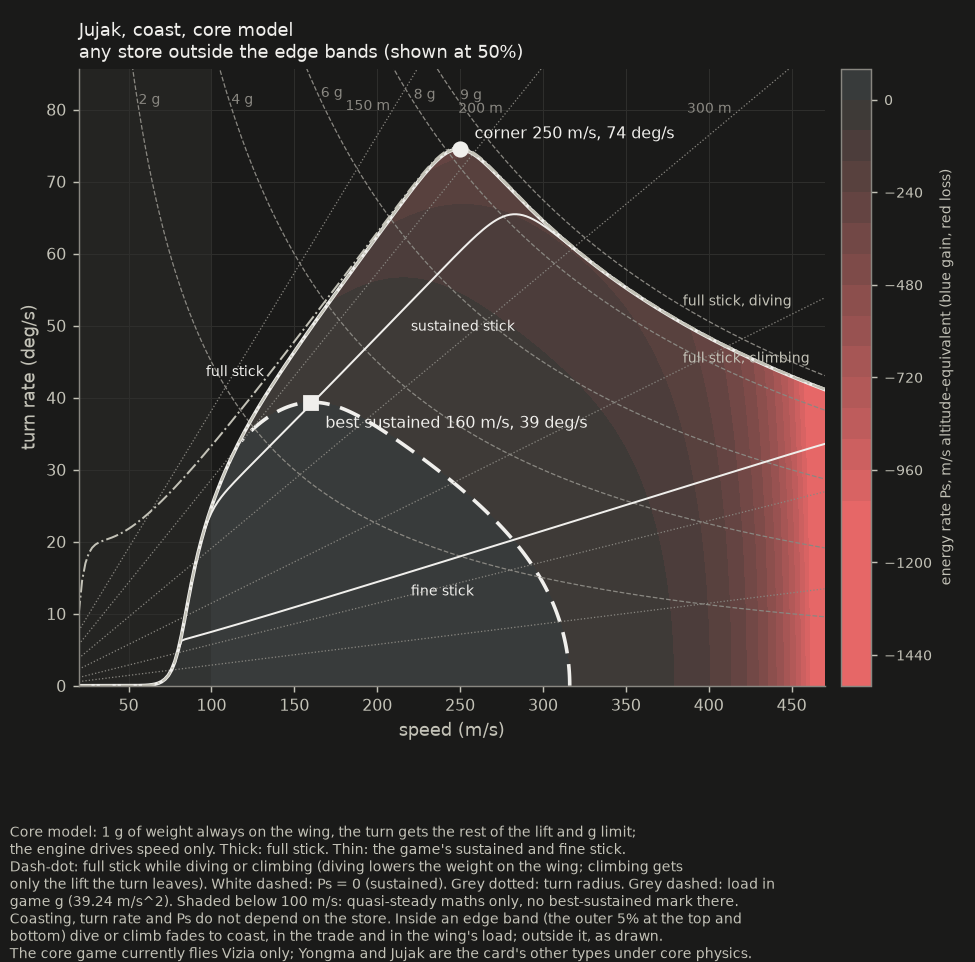 Jujak, coast, core model
any store outside the edge bands (shown at 50%)
2 g
4 g
6 g
150 m
8 g
9 g
200 m
300 m
corner 250 m/s, 74 deg/s
full stick, diving
full stick, climbing
sustained stick
full stick
best sustained 160 m/s, 39 deg/s
fine stick
80
70
60
50
40
30
20
10
0
turn rate (deg/s)
50
100
150
200
250
300
350
400
450
speed (m/s)
0
−240
−480
−720
−960
−1200
−1440
energy rate Ps, m/s altitude-equivalent (blue gain, red loss)
Core model: 1 g of weight always on the wing, the turn gets the rest of the lift and g limit;
the engine drives speed only. Thick: full stick. Thin: the game's sustained and fine stick.
Dash-dot: full stick while diving or climbing (diving lowers the weight on the wing; climbing gets
only the lift the turn leaves). White dashed: Ps = 0 (sustained). Grey dotted: turn radius. Grey dashed: load in
game g (39.24 m/s^2). Shaded below 100 m/s: quasi-steady maths only, no best-sustained mark there.
Coasting, turn rate and Ps do not depend on the store. Inside an edge band (the outer 5% at the top and
bottom) dive or climb fades to coast, in the trade and in the wing's load; outside it, as drawn.
The core game currently flies Vizia only; Yongma and Jujak are the card's other types under core physics.